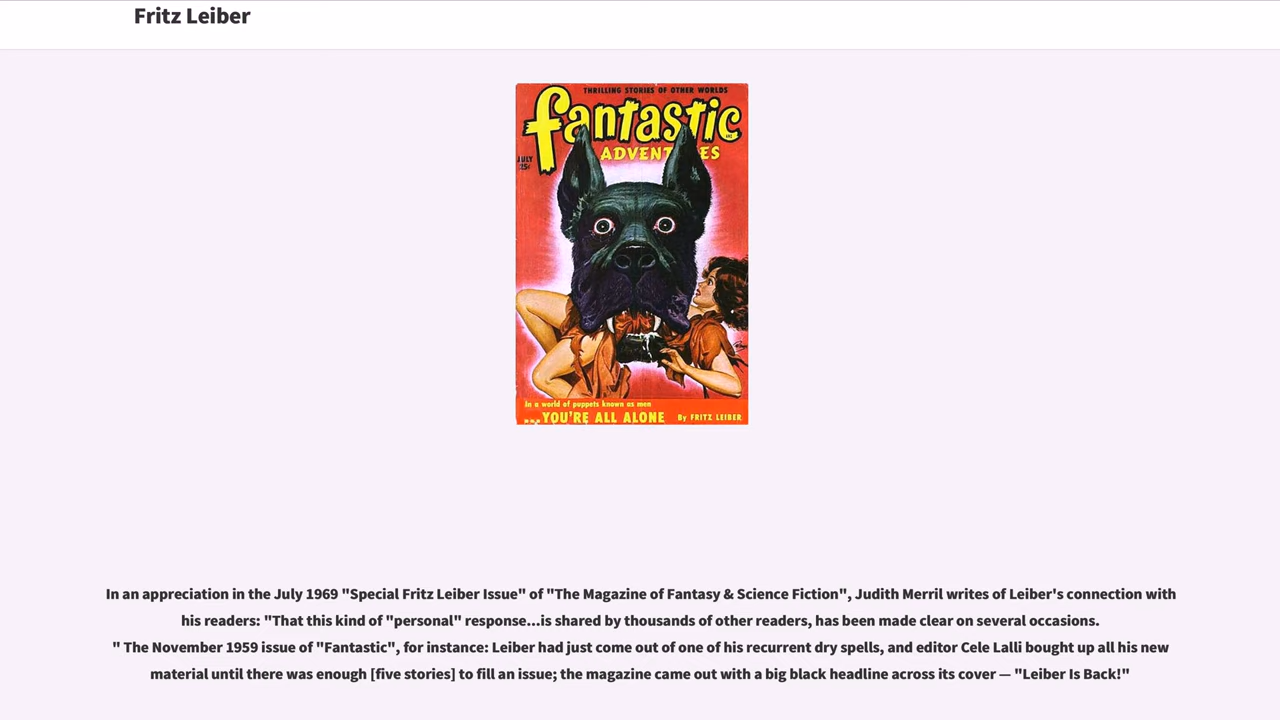 Fritz Leiber
THRILLING STORIES OF OTHER WORLDS
fantastic
ADVENTURES
JULY
25¢
In a world of puppets known as men
...YOU'RE ALL ALONE By FRITZ LEIBER
In an appreciation in the July 1969 "Special Fritz Leiber Issue" of "The Magazine of Fantasy & Science Fiction", Judith Merril writes of Leiber's connection with
his readers: "That this kind of "personal" response...is shared by thousands of other readers, has been made clear on several occasions.
" The November 1959 issue of "Fantastic", for instance: Leiber had just come out of one of his recurrent dry spells, and editor Cele Lalli bought up all his new
material until there was enough [five stories] to fill an issue; the magazine came out with a big black headline across its cover — "Leiber Is Back!"